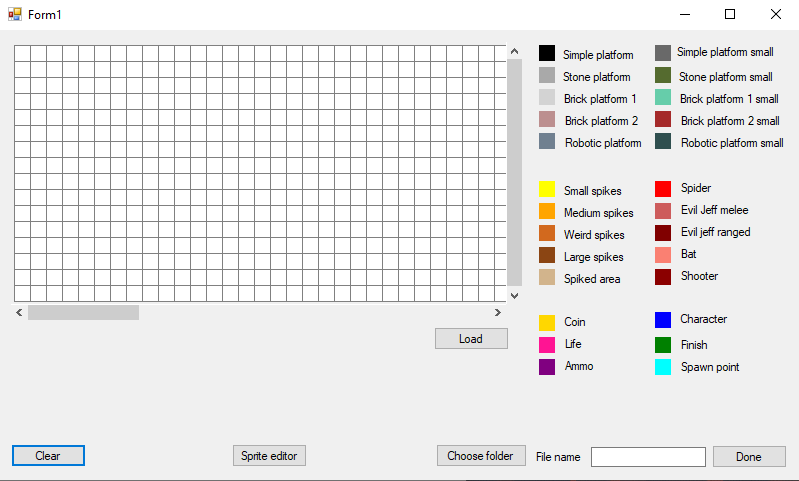 Form1
Simple platform
Simple platform small
Stone platform
Stone platform small
Brick platform 1
Brick platform 1 small
Brick platform 2
Brick platform 2 small
Robotic platform
Robotic platform small
Small spikes
Spider
Medium spikes
Evil Jeff melee
Weird spikes
Evil jeff ranged
Large spikes
Bat
Spiked area
Shooter
Coin
Character
Life
Finish
Ammo
Spawn point
Load
Clear
Sprite editor
Choose folder
File name
Done